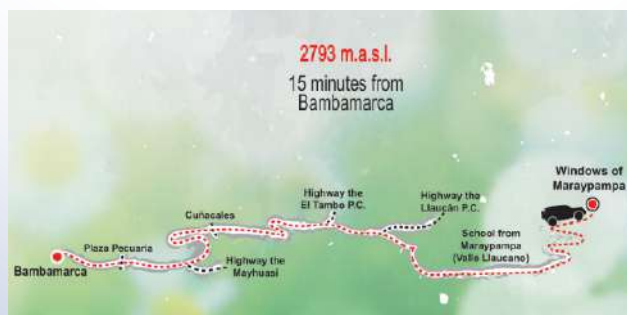 2793 m.a.s.l.
15 minutes from
Bambamarca
Windows of
Maraypampa
Highway the
El Tambo P.C.
Highway the
Llaucán P.C.
Cuñacales
School from
Maraypampa
(Valle Llaucano)
Plaza Pecuaria
Highway the
Mayhuasi
Bambamarca